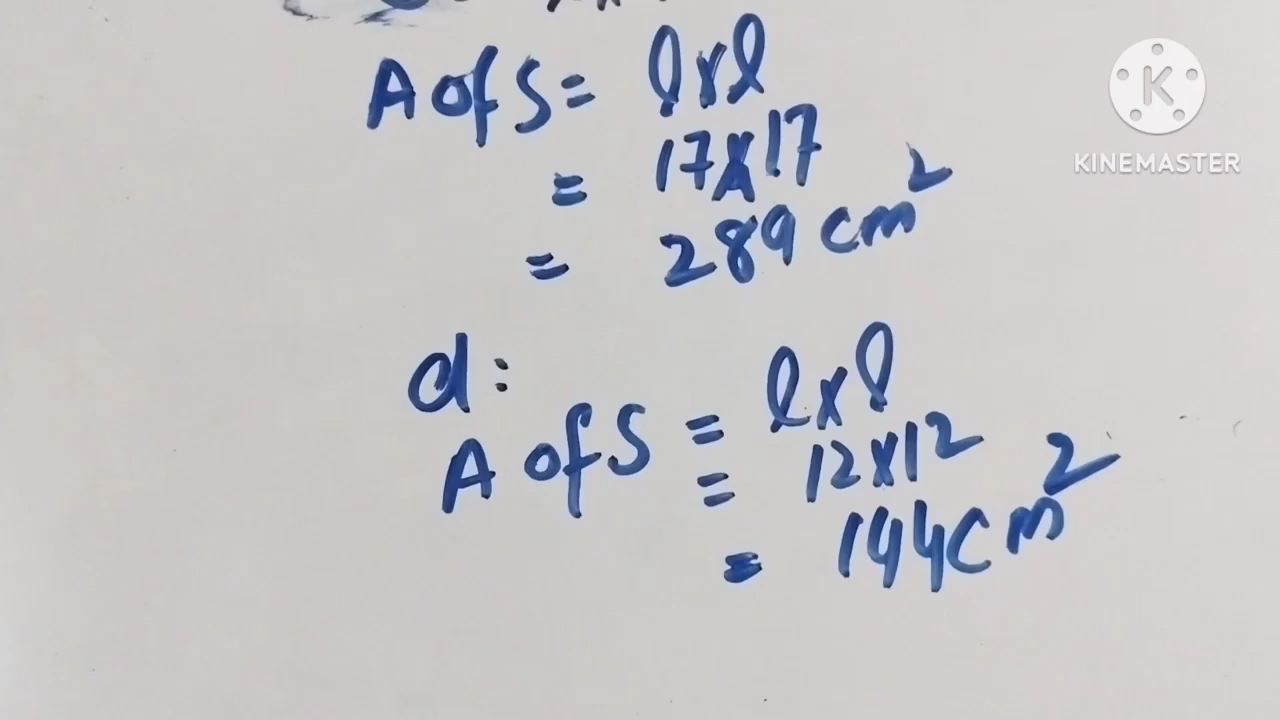 A of S = l x l
= 17 x 17
= 289 cm²
d:
A of S = l x l
= 12 x 12
= 144 cm²
K
KINEMASTER